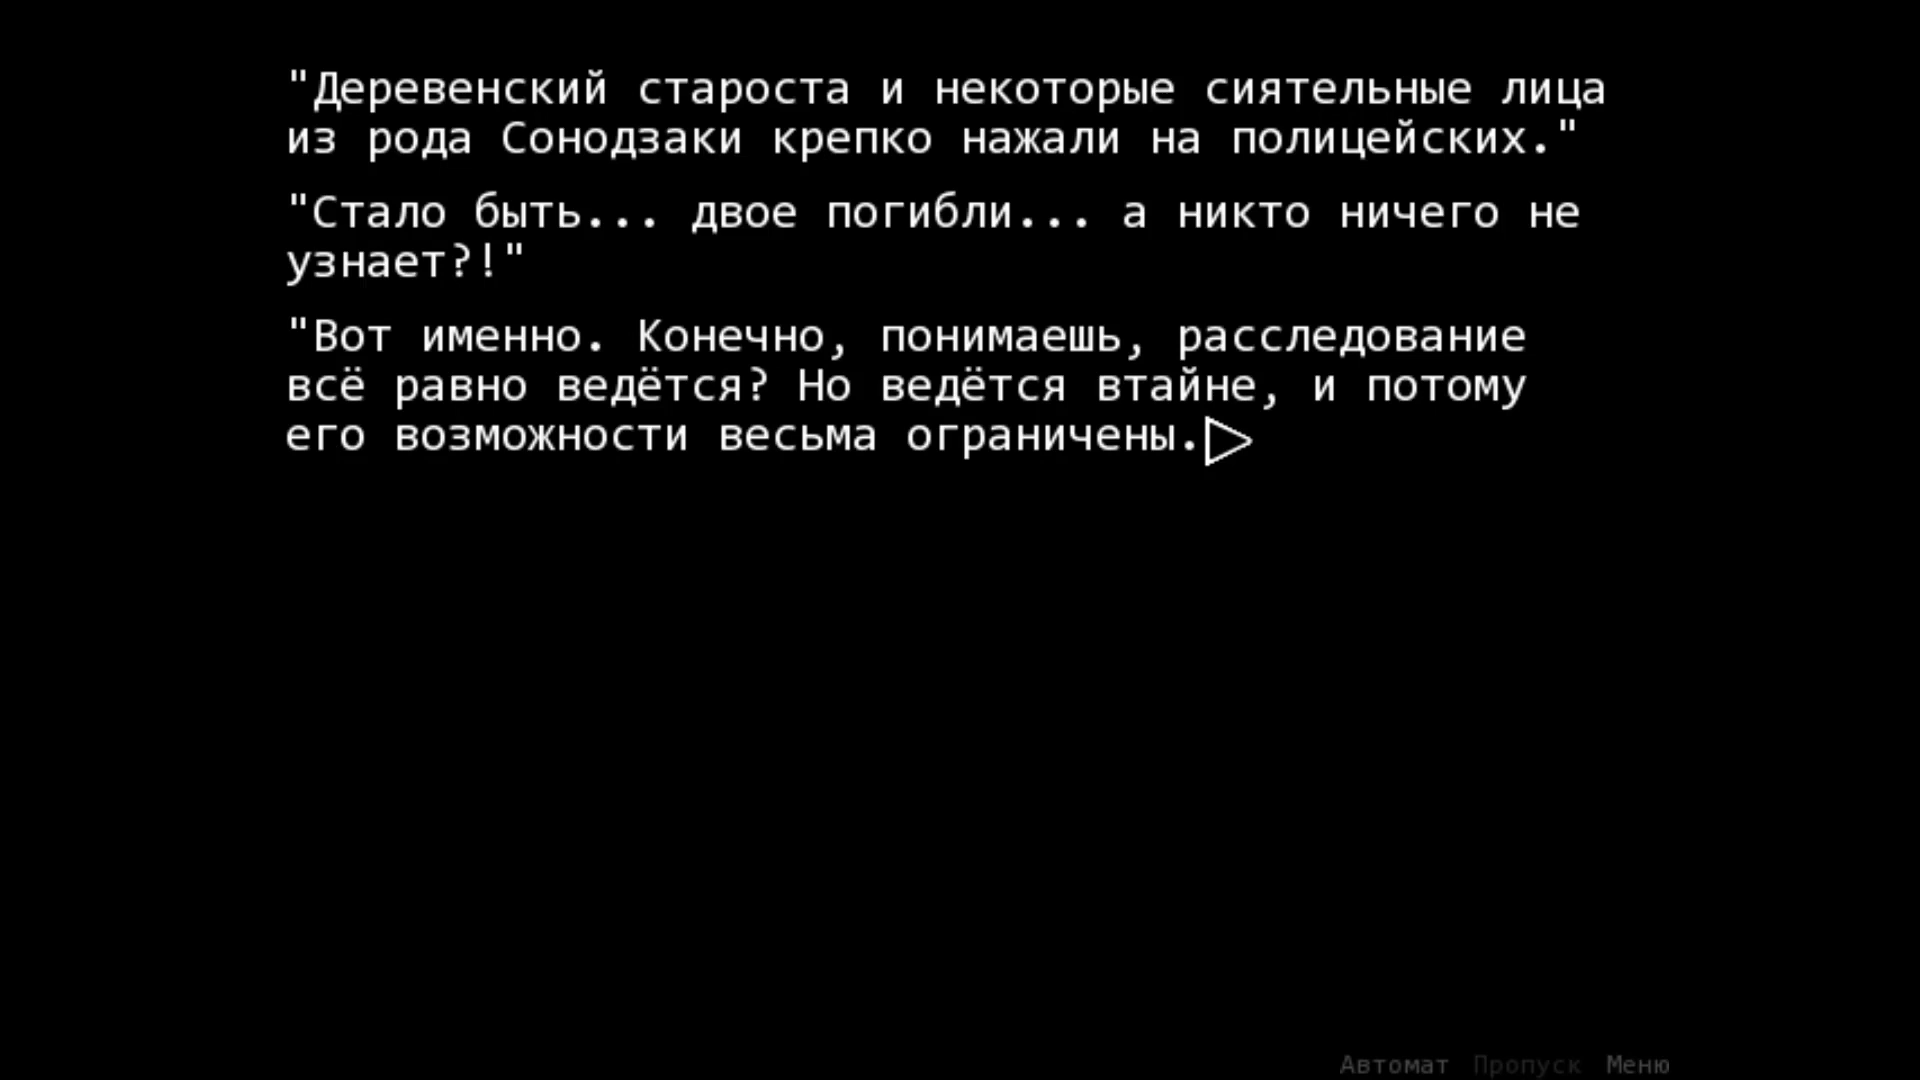 "Деревенский староста и некоторые сиятельные лица
из рода Сонодзаки крепко нажали на полицейских."
"Стало быть... двое погибли... а никто ничего не
узнает?!"
"Вот именно. Конечно, понимаешь, расследование
всё равно ведётся? Но ведётся втайне, и потому
его возможности весьма ограничены.
Автомат Пропуск Меню